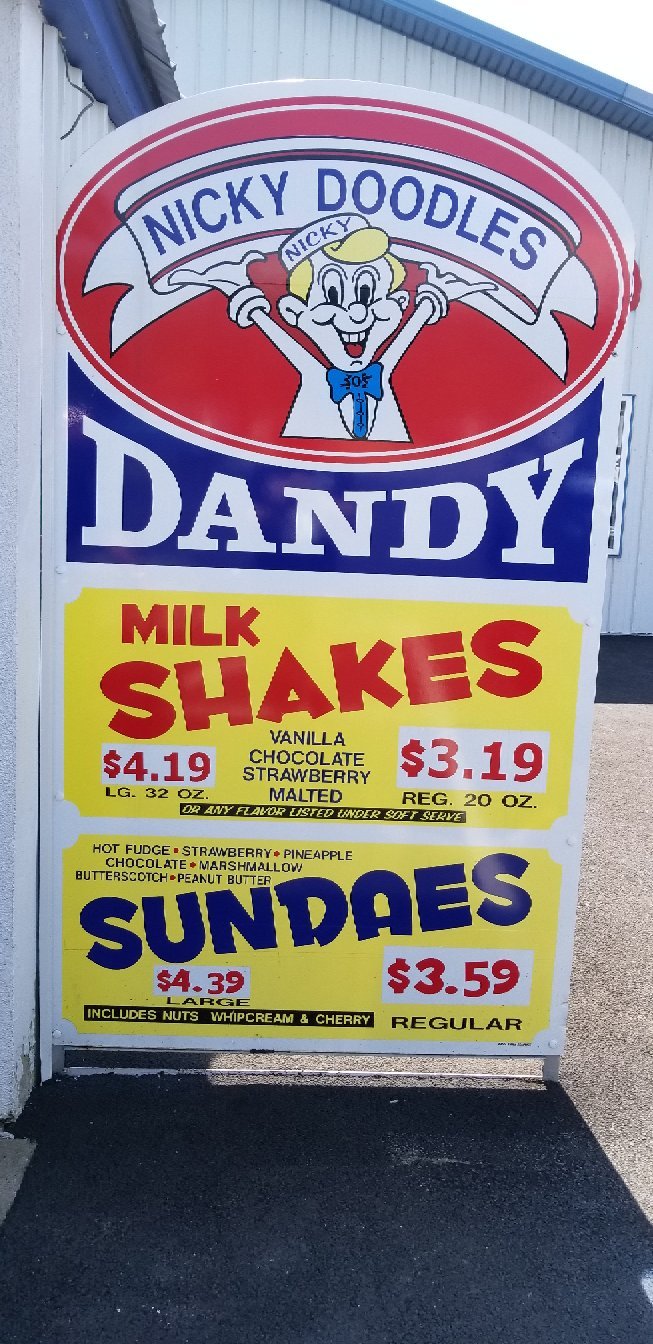 NICKY DOODLES
NICKY
DANDY
MILK
SHAKES
$4.19
LG. 32 OZ.
VANILLA
CHOCOLATE
STRAWBERRY
MALTED
$3.19
REG. 20 OZ.
OR ANY FLAVOR LISTED UNDER SOFT SERVE
HOT FUDGE • STRAWBERRY • PINEAPPLE
CHOCOLATE • MARSHMALLOW
BUTTERSCOTCH • PEANUT BUTTER
SUNDAES
$4.39
LARGE
INCLUDES NUTS WHIPCREAM & CHERRY
$3.59
REGULAR